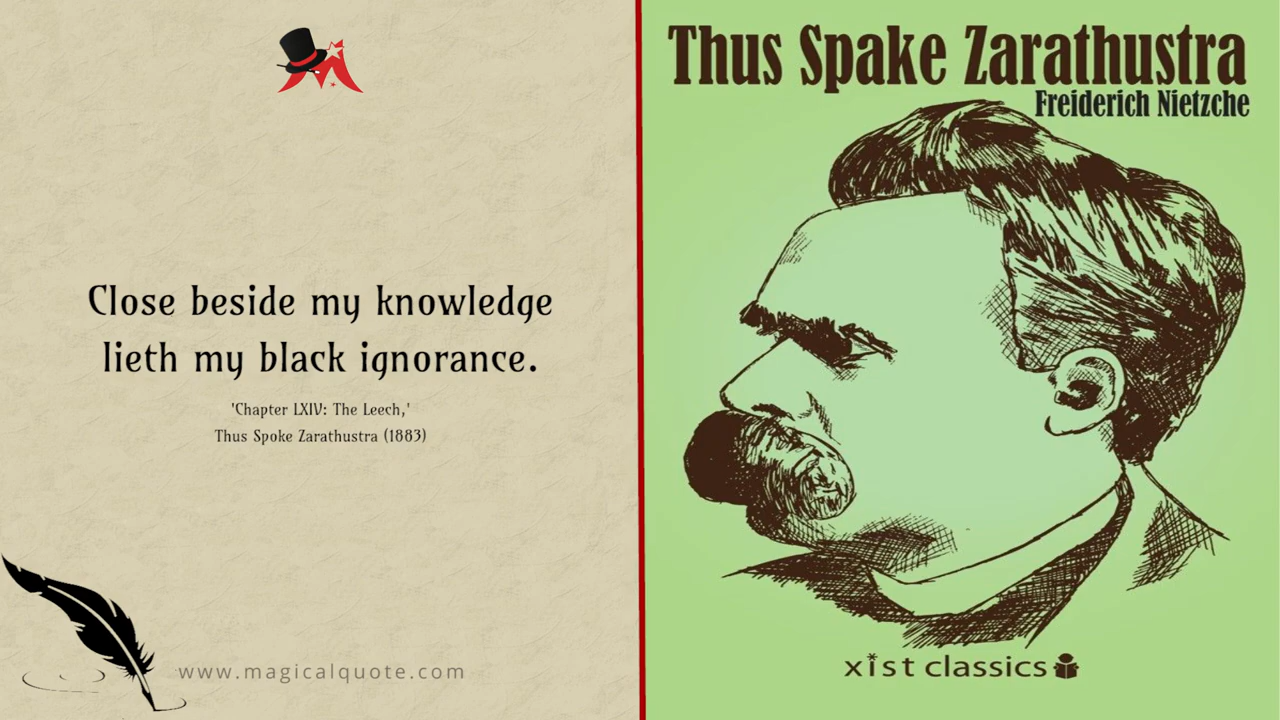 Close beside my knowledge
lieth my black ignorance.
'Chapter LXIV: The Leech,'
Thus Spoke Zarathustra (1883)
www.magicalquote.com
Thus Spake Zarathustra
Freiderich Nietzche
xist classics